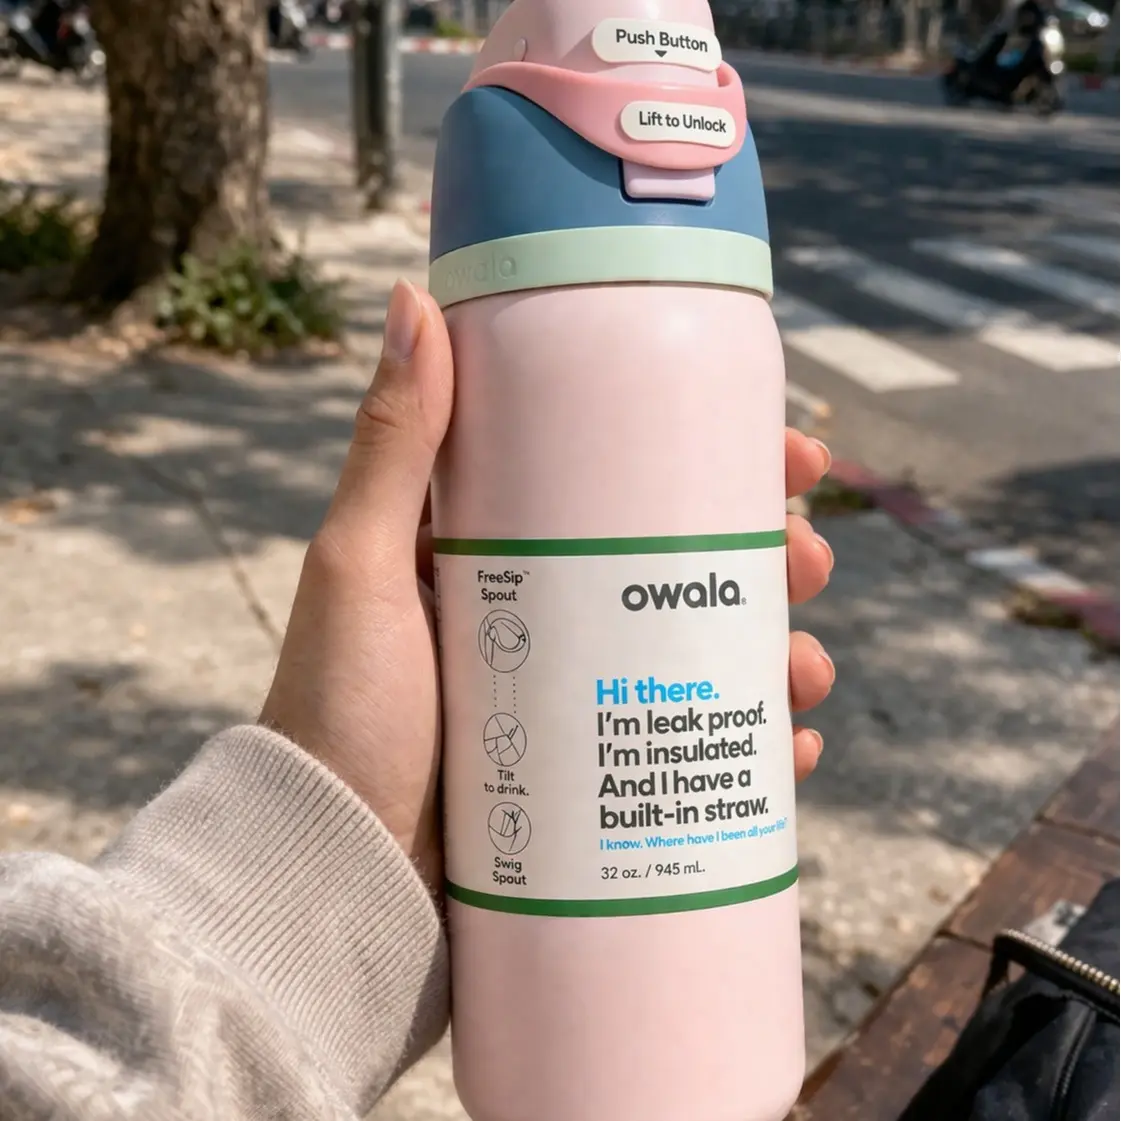 Push Button
Lift to Unlock
owala
FreeSip™
Spout
Tilt
to drink.
Swig
Spout
owala®
Hi there.
I'm leak proof.
I'm insulated.
And I have a
built-in straw.
I know. Where have I been all your life?
32 oz. / 945 mL.